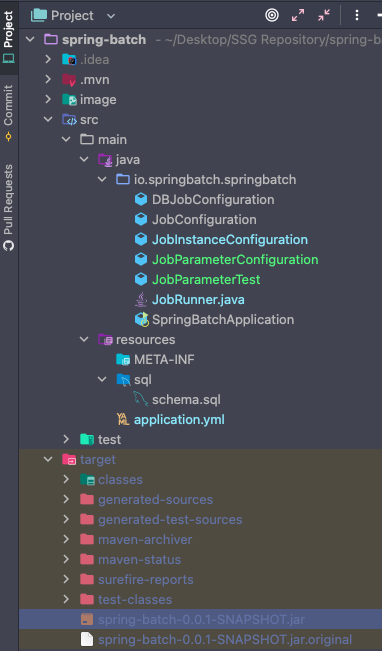 Project
Commit
Pull Requests
Project
spring-batch – ~/Desktop/SSG Repository/spring-b
.idea
.mvn
image
src
main
java
io.springbatch.springbatch
DBJobConfiguration
JobConfiguration
JobInstanceConfiguration
JobParameterConfiguration
JobParameterTest
JobRunner.java
SpringBatchApplication
resources
META-INF
sql
schema.sql
application.yml
test
target
classes
generated-sources
generated-test-sources
maven-archiver
maven-status
surefire-reports
test-classes
spring-batch-0.0.1-SNAPSHOT.jar
spring-batch-0.0.1-SNAPSHOT.jar.original